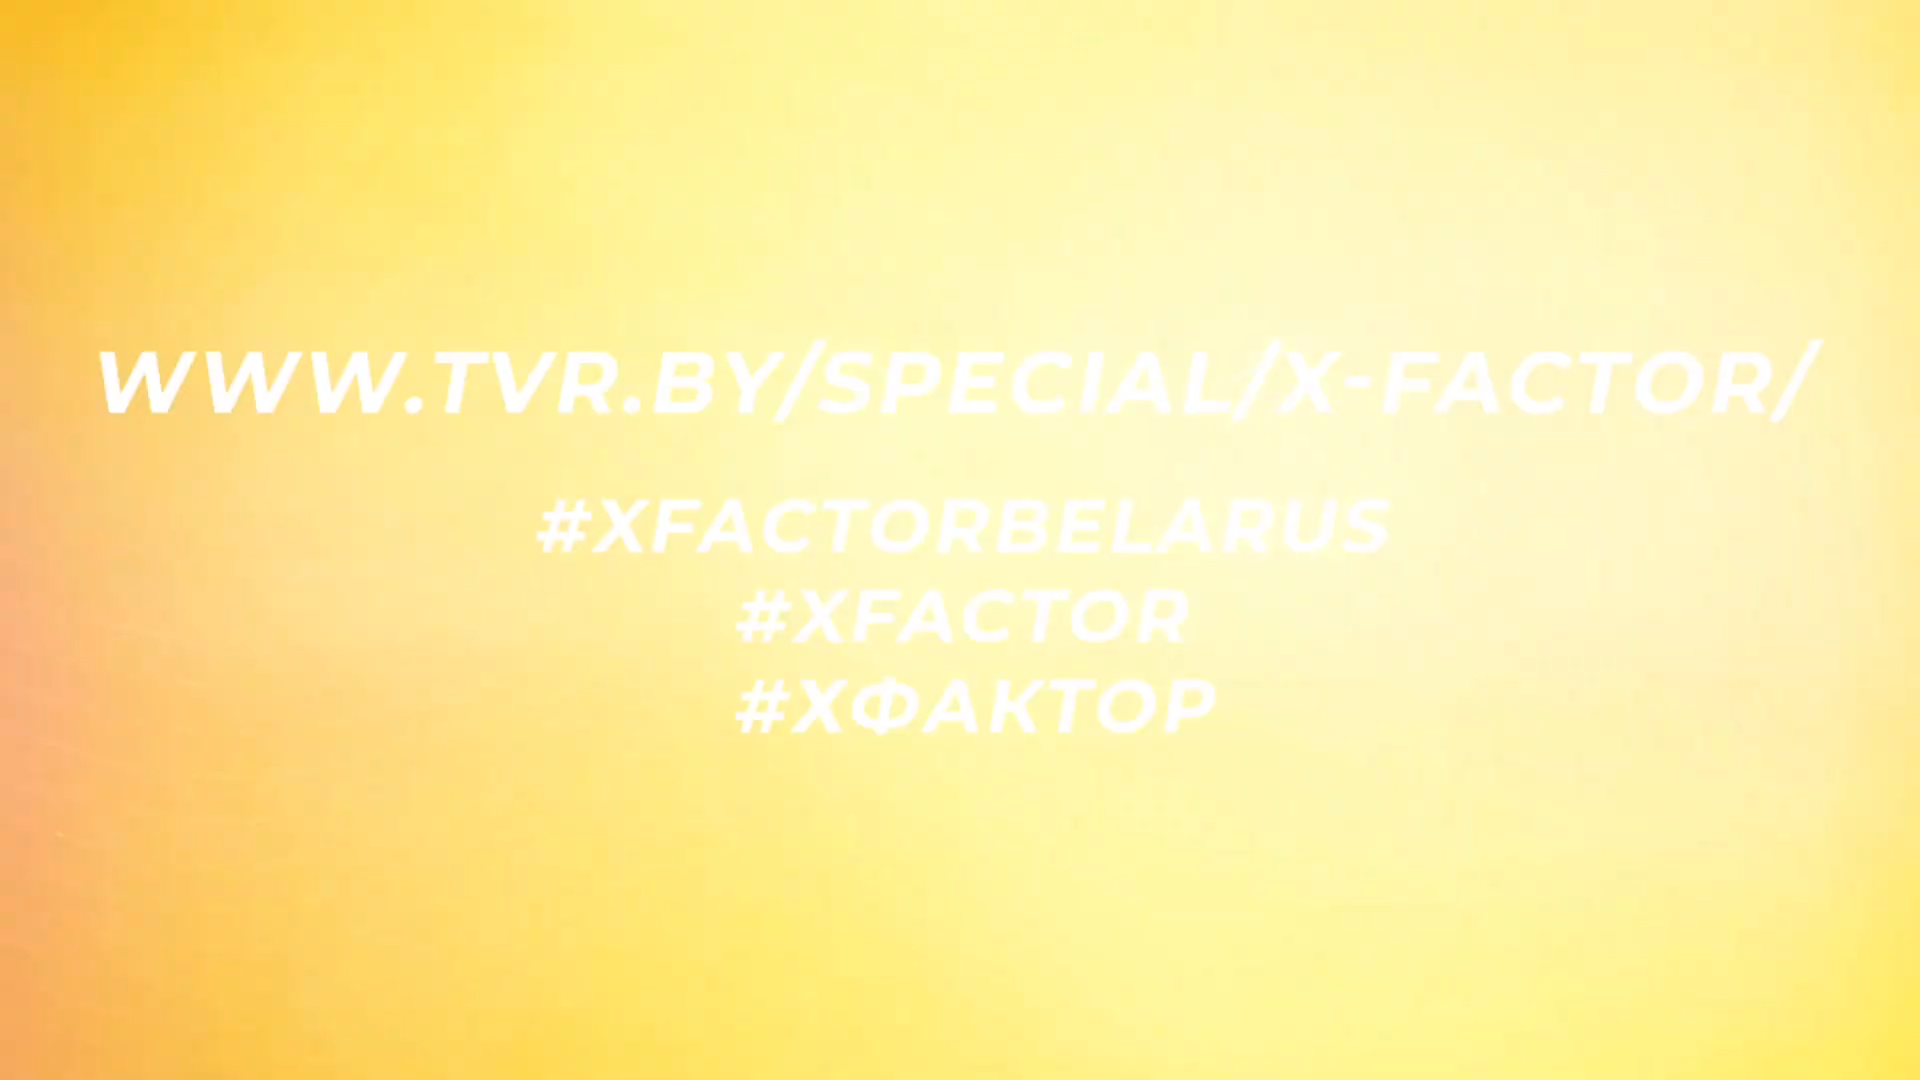 WWW.TVR.BY/SPECIAL/X-FACTOR/
#XFACTORBELARUS
#XFACTOR
#ХФАКТОР